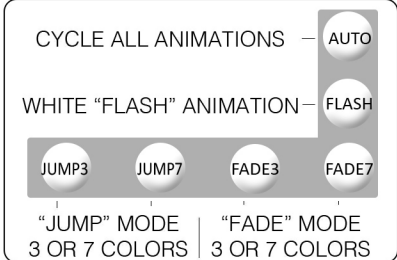 CYCLE ALL ANIMATIONS – AUTO
WHITE “FLASH” ANIMATION – FLASH
JUMP3 JUMP7 FADE3 FADE7
“JUMP” MODE “FADE” MODE
3 OR 7 COLORS 3 OR 7 COLORS